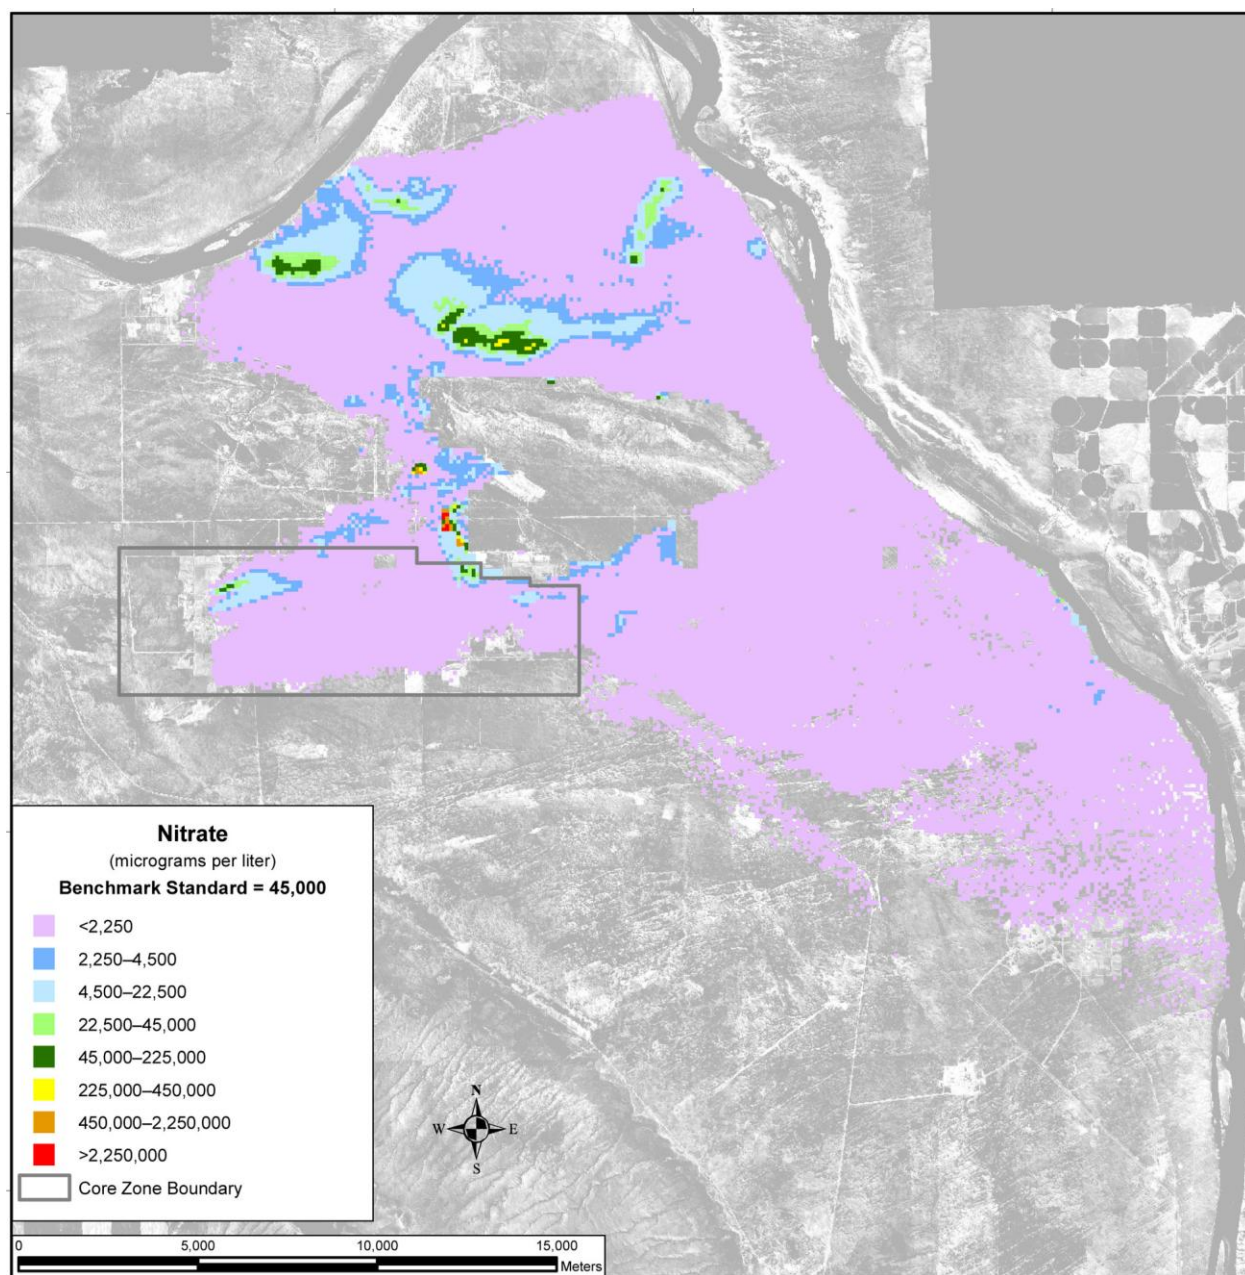 Nitrate
(micrograms per liter)
Benchmark Standard = 45,000
<2,250
2,250–4,500
4,500–22,500
22,500–45,000
45,000–225,000
225,000–450,000
450,000–2,250,000
>2,250,000
Core Zone Boundary
N
W E
S
0 5,000 10,000 15,000
Meters